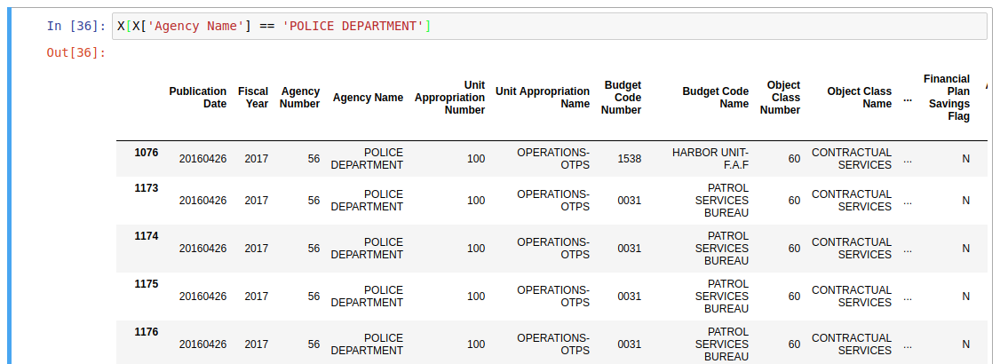 In [36]: X[X['Agency Name'] == 'POLICE DEPARTMENT']
Out[36]:
Publication Date Fiscal Year Agency Number Agency Name Unit Appropriation Number Unit Appropriation Name Budget Code Number Budget Code Name Object Class Number Object Class Name ... Financial Plan Savings Flag
1076 20160426 2017 56 POLICE DEPARTMENT 100 OPERATIONS-OTPS 1538 HARBOR UNIT-F.A.F 60 CONTRACTUAL SERVICES ... N
1173 20160426 2017 56 POLICE DEPARTMENT 100 OPERATIONS-OTPS 0031 PATROL SERVICES BUREAU 60 CONTRACTUAL SERVICES ... N
1174 20160426 2017 56 POLICE DEPARTMENT 100 OPERATIONS-OTPS 0031 PATROL SERVICES BUREAU 60 CONTRACTUAL SERVICES ... N
1175 20160426 2017 56 POLICE DEPARTMENT 100 OPERATIONS-OTPS 0031 PATROL SERVICES BUREAU 60 CONTRACTUAL SERVICES ... N
1176 20160426 2017 56 POLICE DEPARTMENT 100 OPERATIONS-OTPS 0031 PATROL SERVICES BUREAU 60 CONTRACTUAL SERVICES ... N